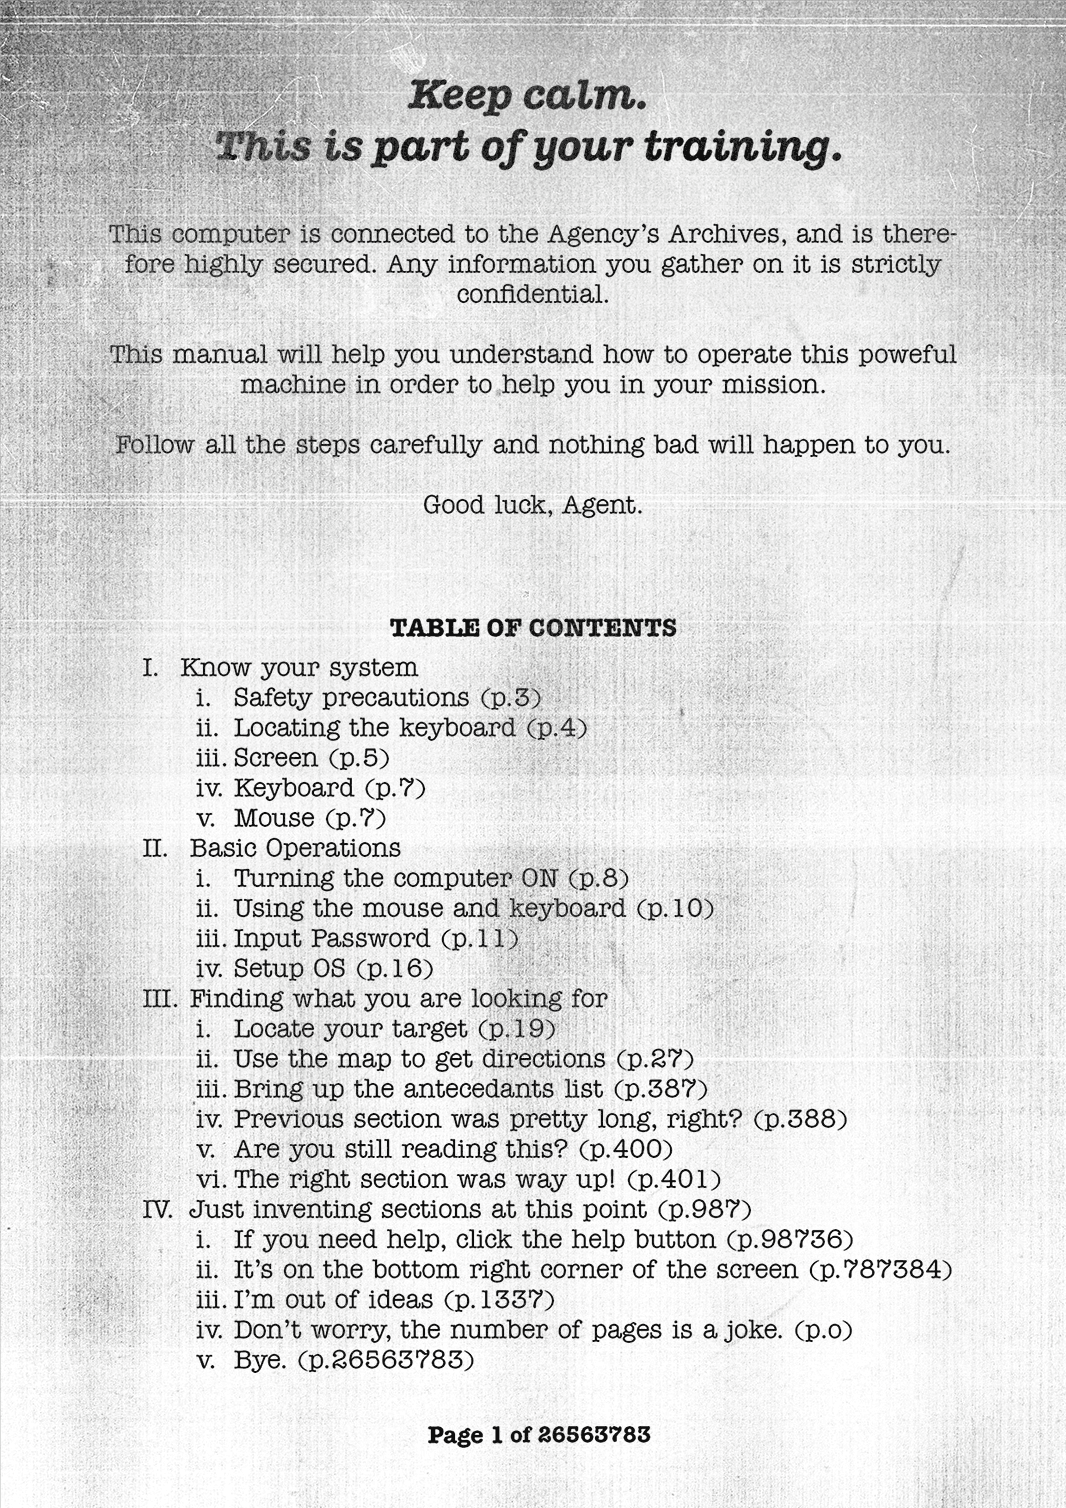 Keep calm.
This is part of your training.
This computer is connected to the Agency's Archives, and is there-
fore highly secured. Any information you gather on it is strictly
confidential.
This manual will help you understand how to operate this poweful
machine in order to help you in your mission.
Follow all the steps carefully and nothing bad will happen to you.
Good luck, Agent.
TABLE OF CONTENTS
I. Know your system
i. Safety precautions (p.3)
ii. Locating the keyboard (p.4)
iii. Screen (p.5)
iv. Keyboard (p.7)
v. Mouse (p.7)
II. Basic Operations
i. Turning the computer ON (p.8)
ii. Using the mouse and keyboard (p.10)
iii. Input Password (p.11)
iv. Setup OS (p.16)
III. Finding what you are looking for
i. Locate your target (p.19)
ii. Use the map to get directions (p.27)
iii. Bring up the antecedants list (p.387)
iv. Previous section was pretty long, right? (p.388)
v. Are you still reading this? (p.400)
vi. The right section was way up! (p.401)
IV. Just inventing sections at this point (p.987)
i. If you need help, click the help button (p.98736)
ii. It's on the bottom right corner of the screen (p.787384)
iii. I'm out of ideas (p.1337)
iv. Don't worry, the number of pages is a joke. (p.o)
v. Bye. (p.26563783)
Page 1 of 26563783